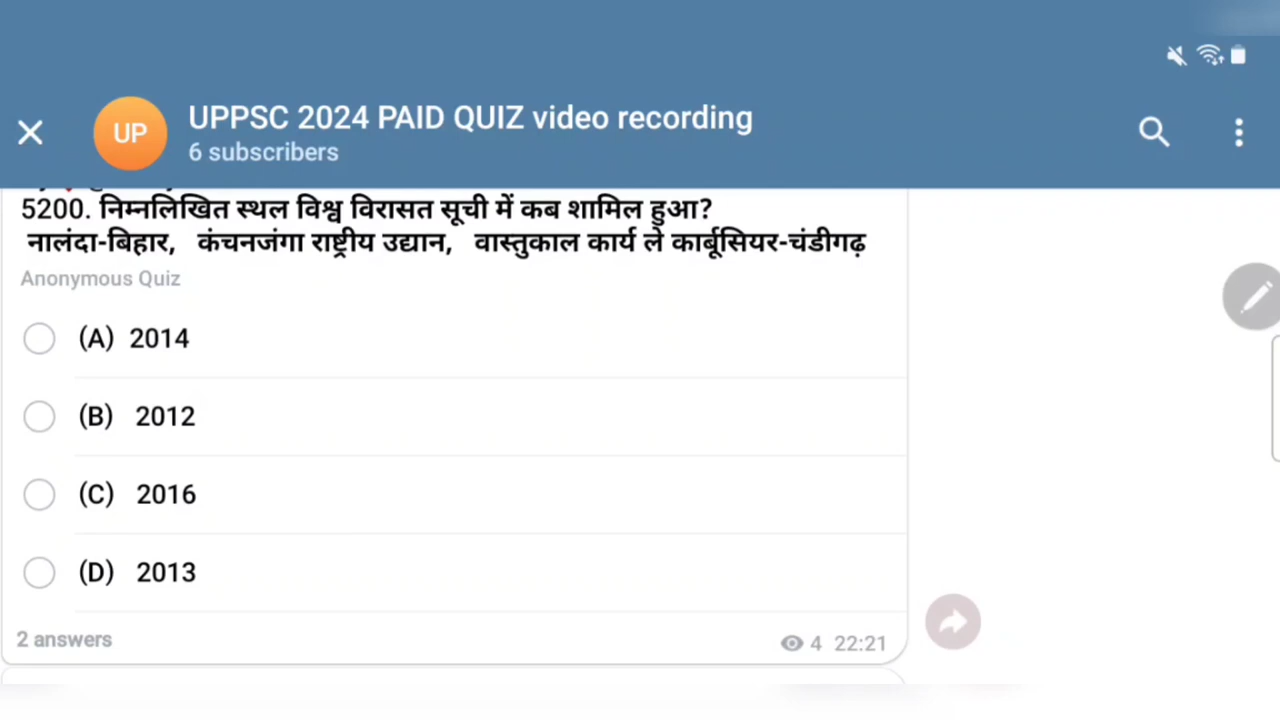 UP
UPPSC 2024 PAID QUIZ video recording
6 subscribers
5200. निम्नलिखित स्थल विश्व विरासत सूची में कब शामिल हुआ?
नालंदा-बिहार, कंचनजंगा राष्ट्रीय उद्यान, वास्तुकाल कार्य ले कार्बूसियर-चंडीगढ़
Anonymous Quiz
(A) 2014
(B) 2012
(C) 2016
(D) 2013
2 answers
4 22:21